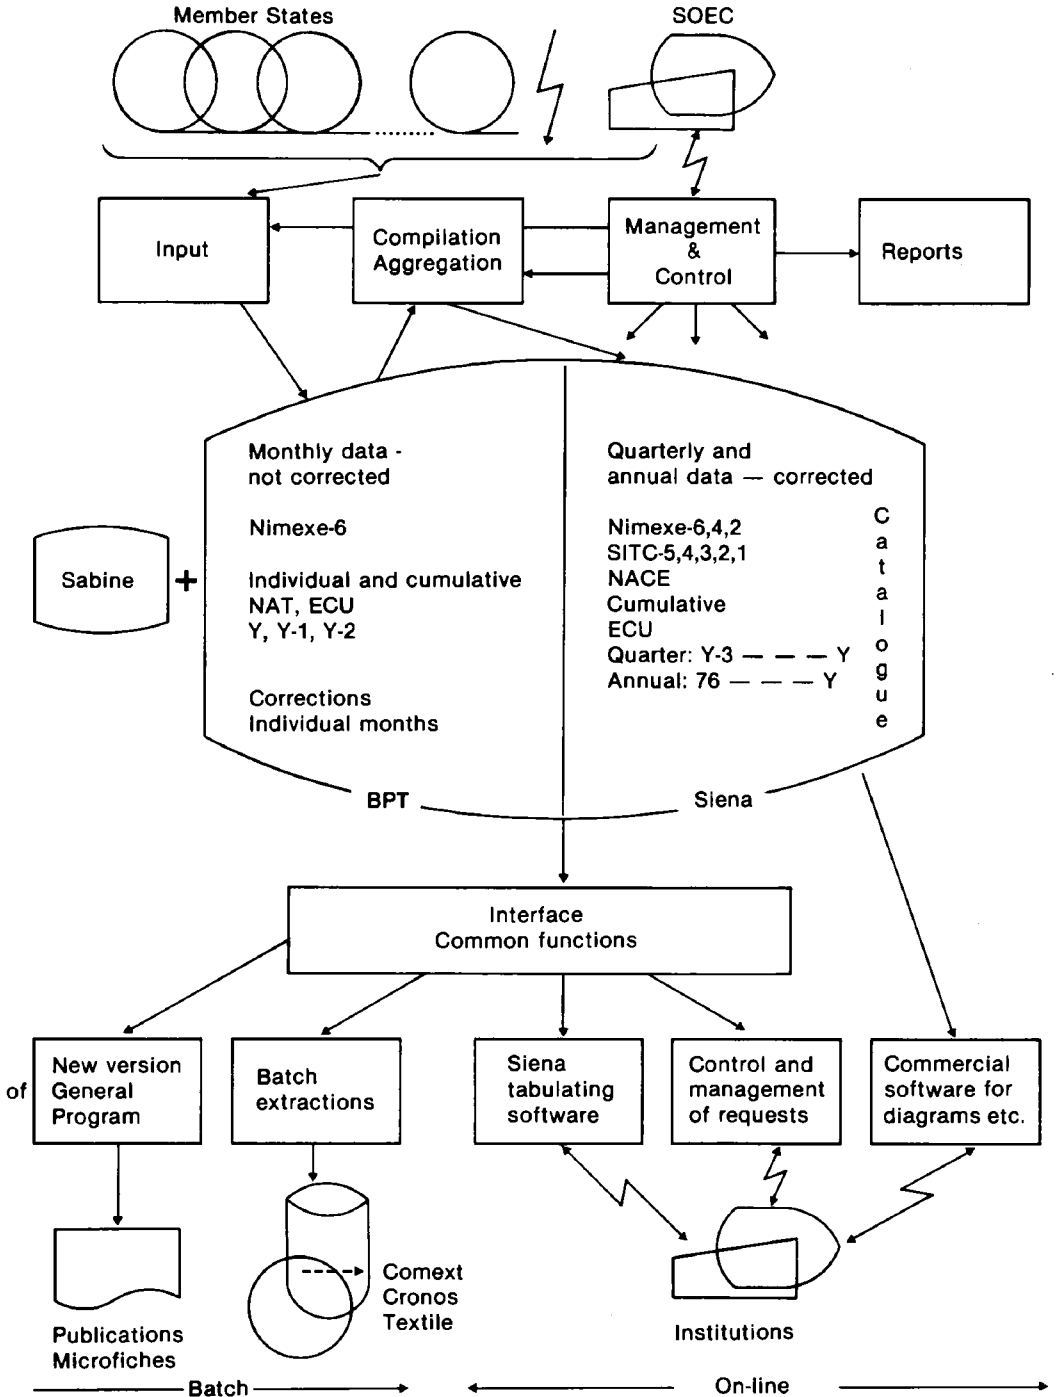 Member States
SOEC
Input
Compilation
Aggregation
Management
&
Control
Reports
Monthly data -
not corrected
Nimexe-6
Individual and cumulative
NAT, ECU
Y, Y-1, Y-2
Corrections
Individual months
Quarterly and
annual data — corrected
Nimexe-6,4,2
SITC-5,4,3,2,1
NACE
Cumulative
ECU
Quarter: Y-3 — — — Y
Annual: 76 — — — Y
Catalogue
Sabine
+
BPT
Siena
Interface
Common functions
of
New version
General
Program
Batch
extractions
Siena
tabulating
software
Control and
management
of requests
Commercial
software for
diagrams etc.
Comext
Cronos
Textile
Publications
Microfiches
Institutions
Batch
On-line